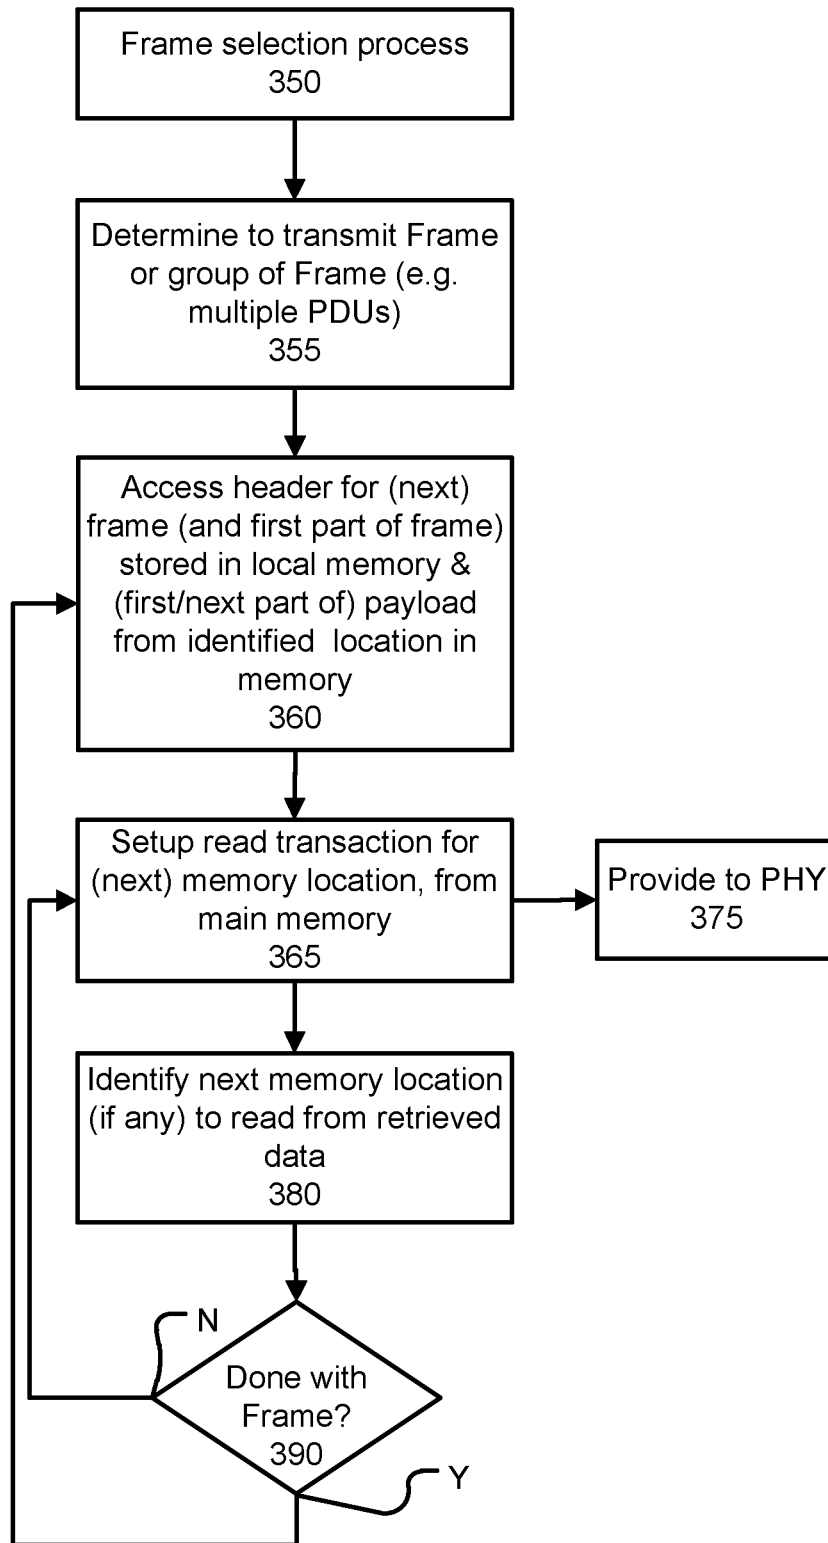 Frame selection process
350
Determine to transmit Frame
or group of Frame (e.g.
multiple PDUs)
355
Access header for (next)
frame (and first part of frame)
stored in local memory &
(first/next part of) payload
from identified location in
memory
360
Setup read transaction for
(next) memory location, from
main memory
365
Provide to PHY
375
Identify next memory location
(if any) to read from retrieved
data
380
N
Done with
Frame?
390
Y